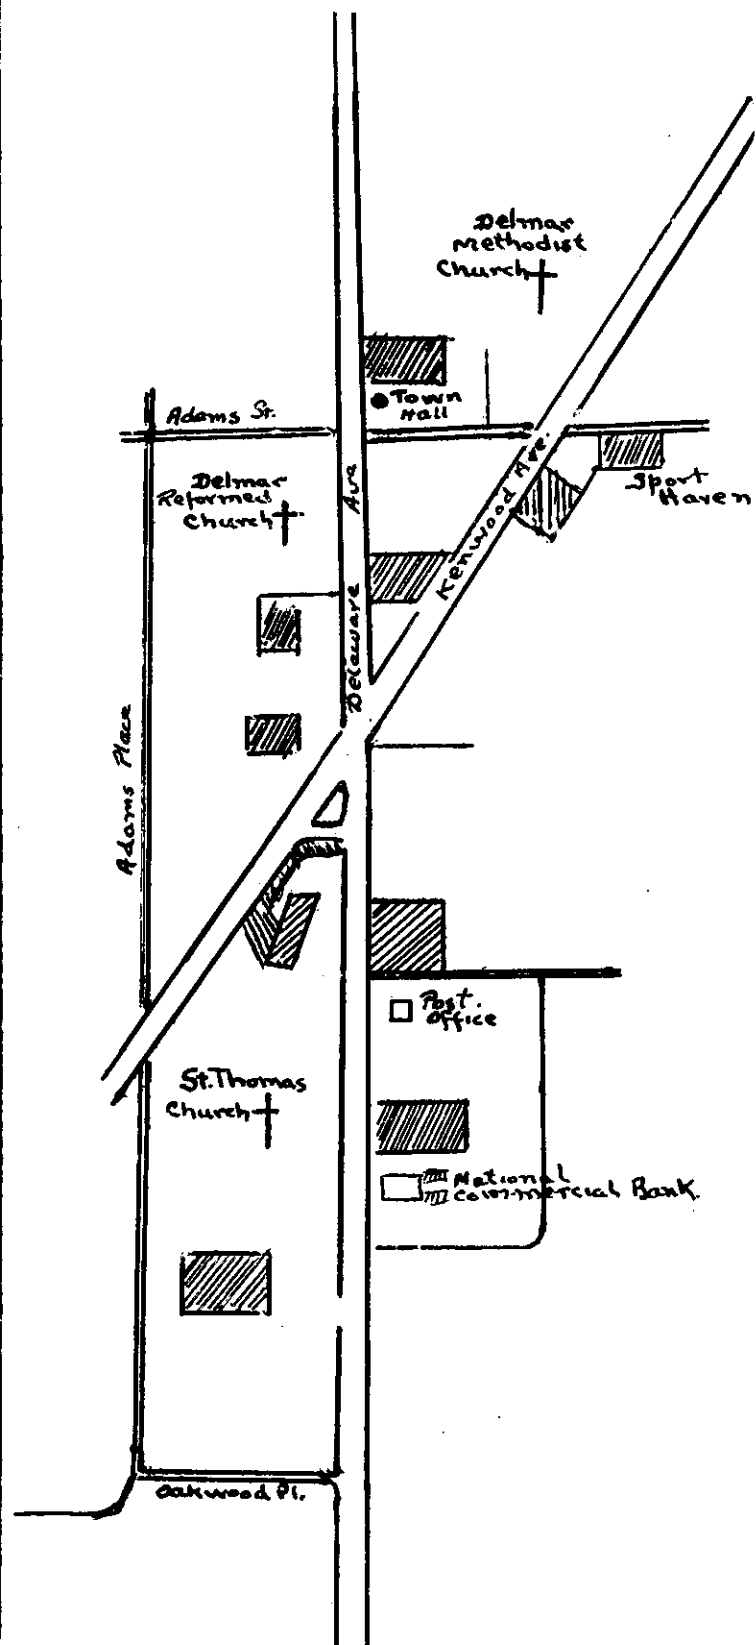 Delmar
Methodist
Church
Town
Hall
Adams St.
Kenwood Ave.
Sport
Haven
Delmar
Reformed
Church
Delaware Ave
Adams Place
Post.
Office
St. Thomas
Church
National
Commercial Bank.
Oakwood Pl.